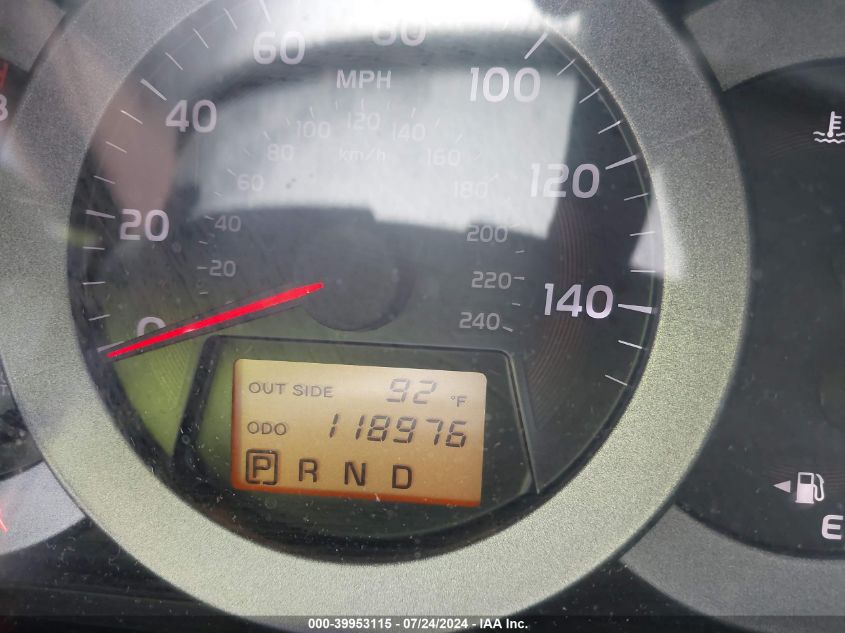 60 80
MPH
40 100
100 120 140
80 km/h 160
60 180
120
20 40 200
20 220
140
0 240
OUT SIDE 92 °F
ODO 118976
P R N D
E
000-39953115 - 07/24/2024 - IAA Inc.